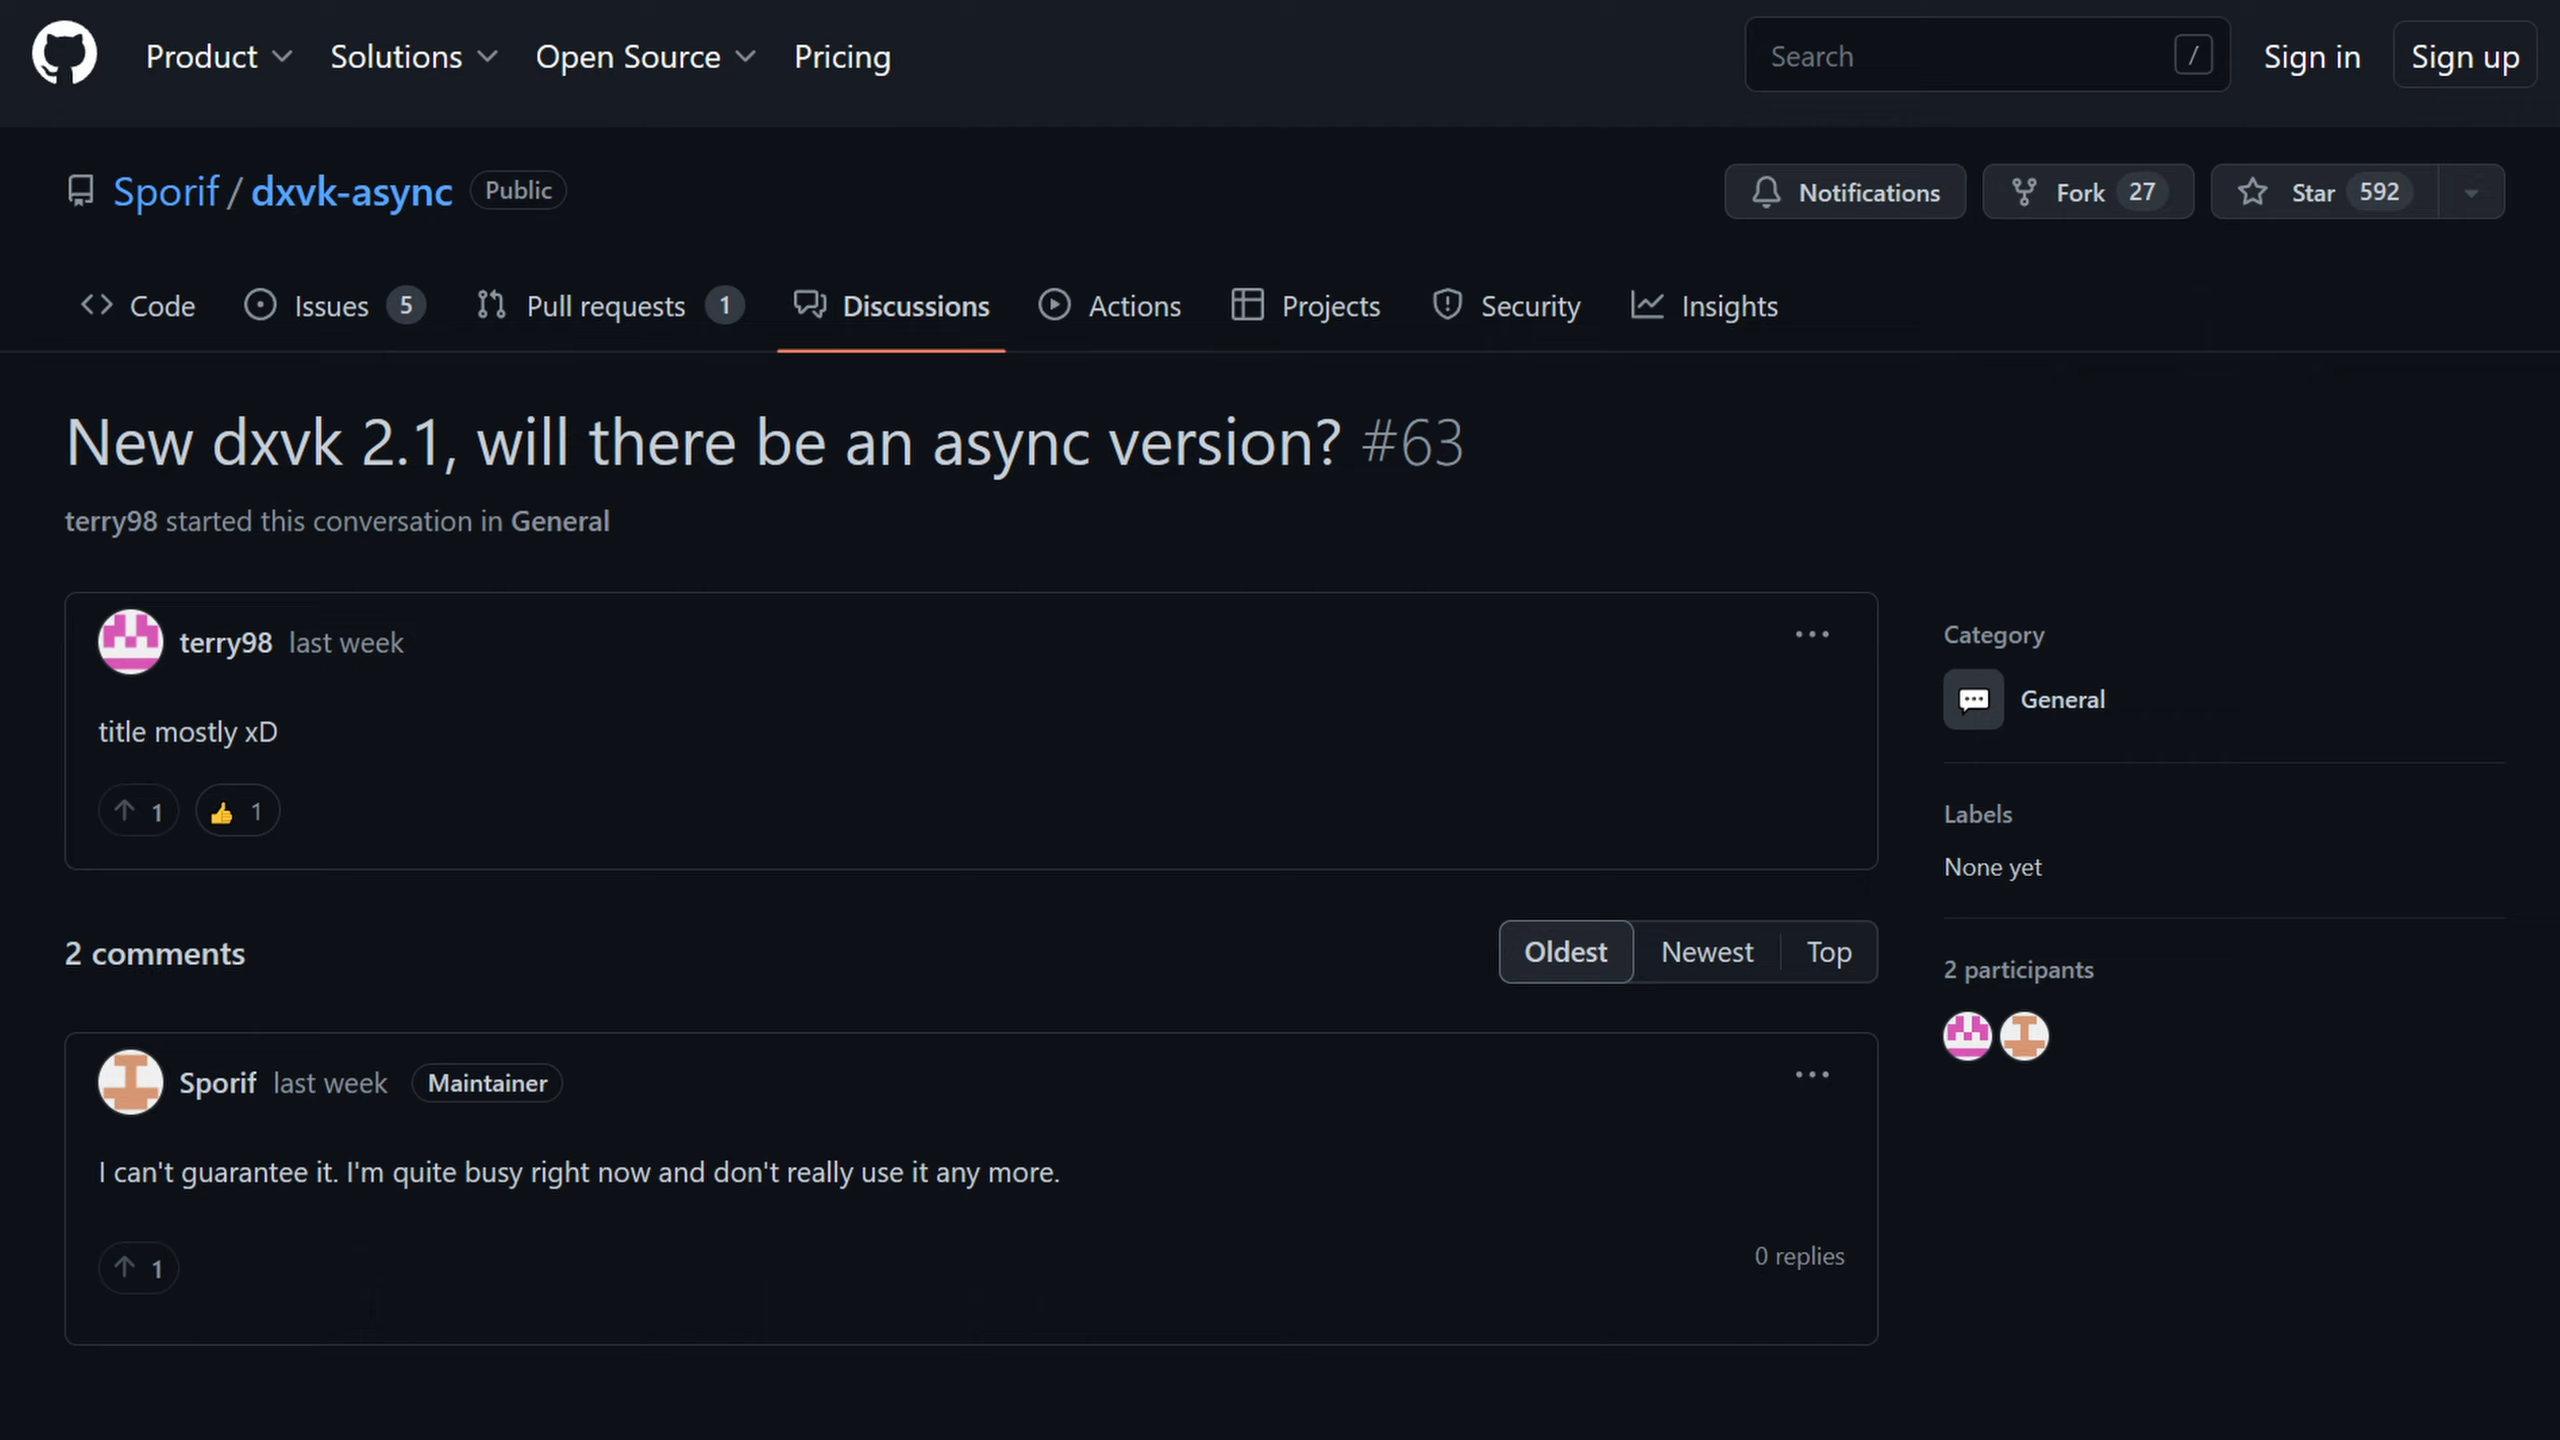 Product Solutions Open Source Pricing Search / Sign in Sign up
Sporif / dxvk-async Public Notifications Fork 27 Star 592
Code Issues 5 Pull requests 1 Discussions Actions Projects Security Insights
New dxvk 2.1, will there be an async version? #63
terry98 started this conversation in General
terry98 last week
title mostly xD
1 👍 1
Category
General
Labels
None yet
2 participants
2 comments
Oldest Newest Top
Sporif last week Maintainer
I can't guarantee it. I'm quite busy right now and don't really use it any more.
1
0 replies